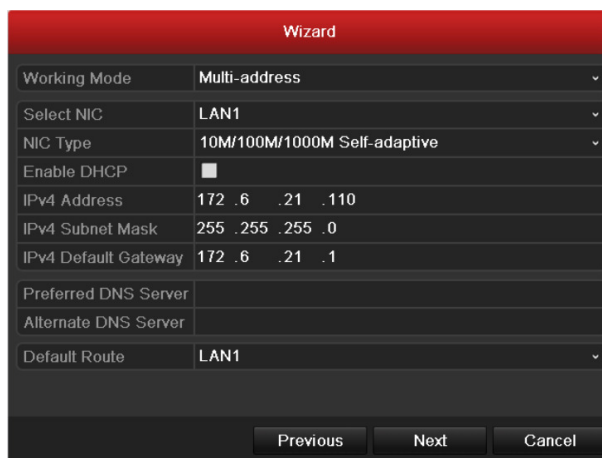 Wizard
Working Mode Multi-address
Select NIC LAN1
NIC Type 10M/100M/1000M Self-adaptive
Enable DHCP
IPv4 Address 172 .6 .21 .110
IPv4 Subnet Mask 255 .255 .255 .0
IPv4 Default Gateway 172 .6 .21 .1
Preferred DNS Server
Alternate DNS Server
Default Route LAN1
Previous Next Cancel